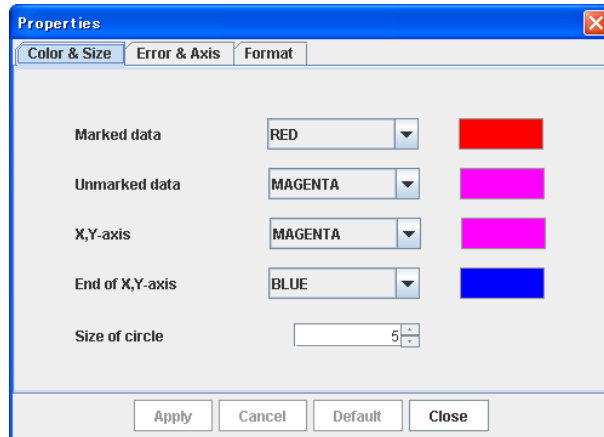 Properties
Color & Size Error & Axis Format
Marked data RED
Unmarked data MAGENTA
X,Y-axis MAGENTA
End of X,Y-axis BLUE
Size of circle 5
Apply Cancel Default Close